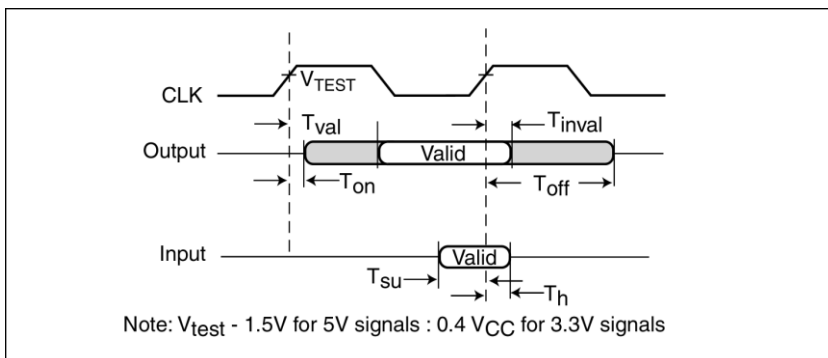 CLK
VTEST
Tval
Tinval
Output
Valid
Ton
Toff
Input
Valid
Tsu
Th
Note: Vtest - 1.5V for 5V signals : 0.4 VCC for 3.3V signals